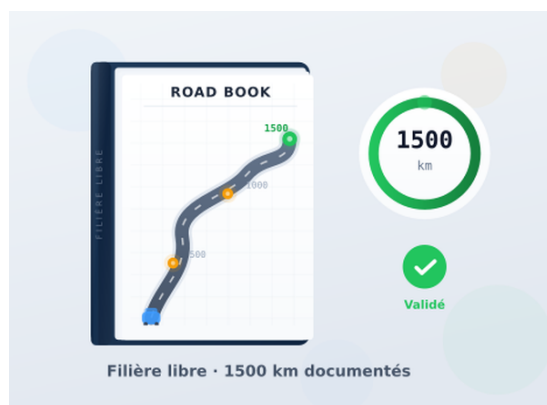 ROAD BOOK
FILIÈRE LIBRE
1500
1000
500
1500
km
Validé
Filière libre · 1500 km documentés